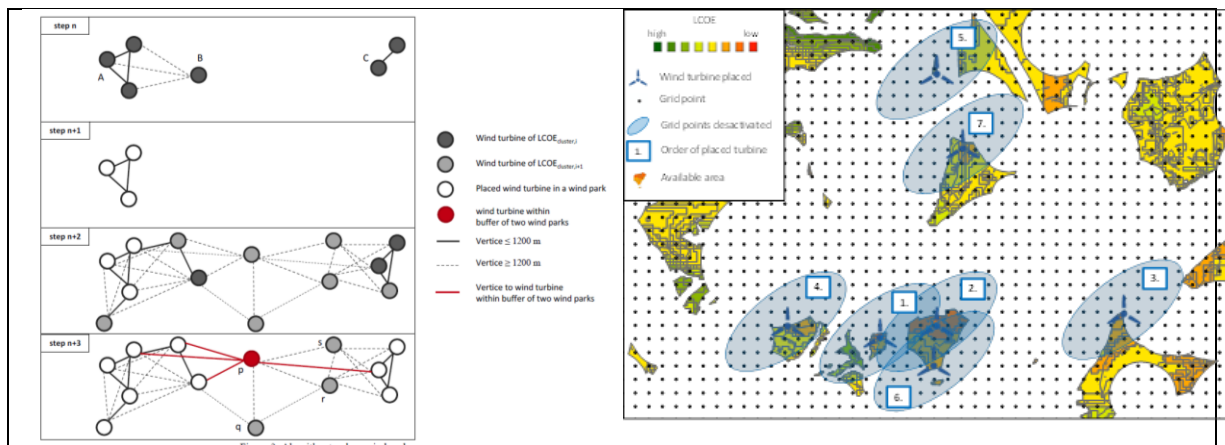 step n
A
B
C
step n+1
step n+2
step n+3
p
q
r
s
Wind turbine of LCOEcluster,i
Wind turbine of LCOEcluster,i+1
Placed wind turbine in a wind park
wind turbine within
buffer of two wind parks
Vertice ≤ 1200 m
Vertice ≥ 1200 m
Vertice to wind turbine
within buffer of two wind parks
LCOE
high low
Wind turbine placed
Grid point
Grid points desactivated
1. Order of placed turbine
Available area
5.
7.
4.
1.
2.
3.
6.